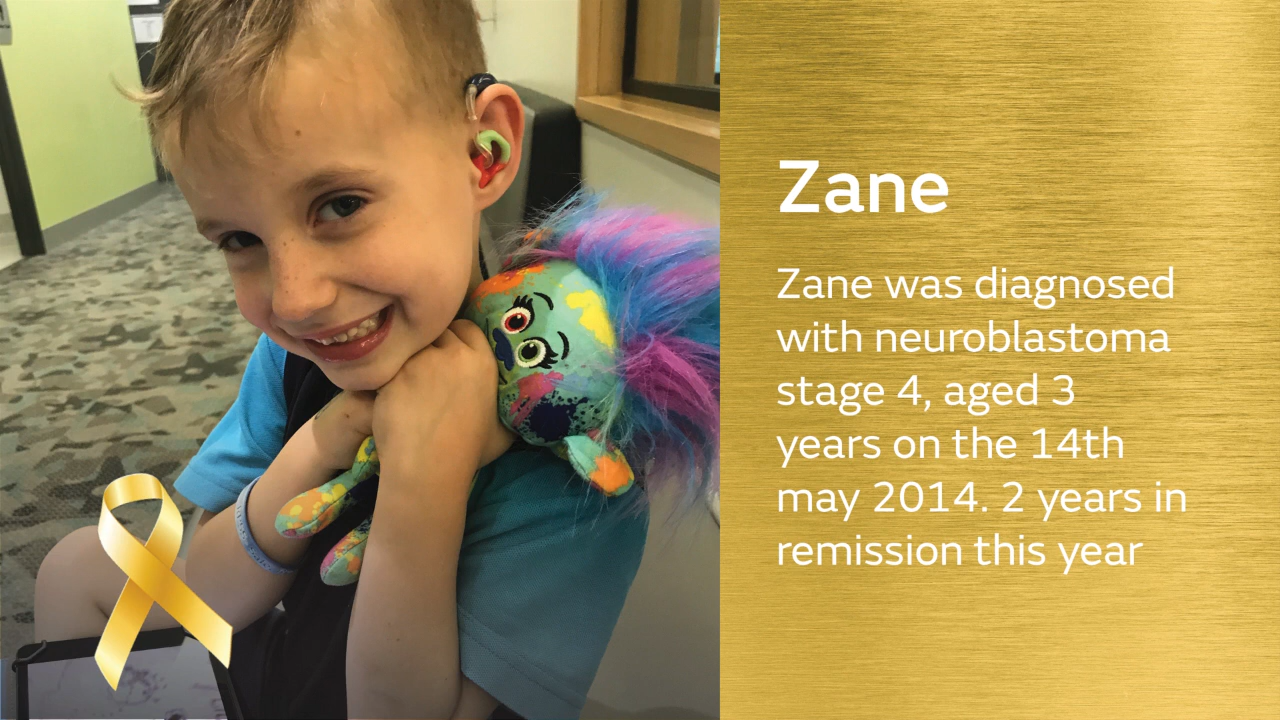 Zane
Zane was diagnosed
with neuroblastoma
stage 4, aged 3
years on the 14th
may 2014. 2 years in
remission this year